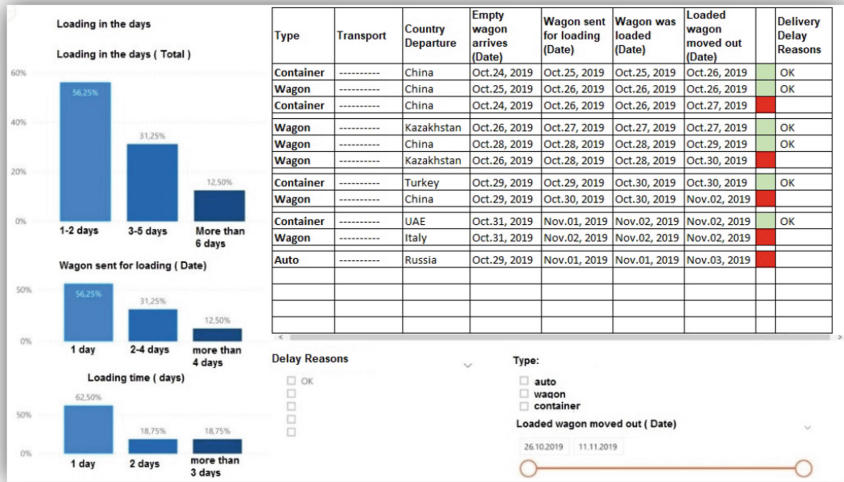 Loading in the days
Loading in the days ( Total )
60%
40%
20%
0%
56,25%
31,25%
12,50%
1-2 days
3-5 days
More than
6 days
Wagon sent for loading ( Date)
50%
0%
56,25%
31,25%
12,50%
1 day
2-4 days
more than
4 days
Loading time ( days)
50%
0%
62,50%
18,75%
18,75%
1 day
2 days
more than
3 days
Type Transport Country Departure Empty wagon arrives (Date) Wagon sent for loading (Date) Wagon was loaded (Date) Loaded wagon moved out (Date) Delivery Delay Reasons
Container ---------- China Oct.24, 2019 Oct.25, 2019 Oct.25, 2019 Oct.26, 2019 OK
Wagon ---------- China Oct.25, 2019 Oct.26, 2019 Oct.26, 2019 Oct.26, 2019 OK
Container ---------- China Oct.24, 2019 Oct.26, 2019 Oct.26, 2019 Oct.27, 2019
Wagon ---------- Kazakhstan Oct.26, 2019 Oct.27, 2019 Oct.27, 2019 Oct.27, 2019 OK
Wagon ---------- China Oct.28, 2019 Oct.28, 2019 Oct.28, 2019 Oct.29, 2019 OK
Wagon ---------- Kazakhstan Oct.26, 2019 Oct.28, 2019 Oct.28, 2019 Oct.30, 2019
Container ---------- Turkey Oct.29, 2019 Oct.29, 2019 Oct.30, 2019 Oct.30, 2019 OK
Wagon ---------- China Oct.29, 2019 Oct.30, 2019 Oct.30, 2019 Nov.02, 2019
Container ---------- UAE Oct.31, 2019 Nov.01, 2019 Nov.02, 2019 Nov.02, 2019 OK
Wagon ---------- Italy Oct.31, 2019 Nov.02, 2019 Nov.02, 2019 Nov.02, 2019
Auto ---------- Russia Oct.29, 2019 Nov.01, 2019 Nov.01, 2019 Nov.03, 2019
Delay Reasons
OK
Type:
auto
wagon
container
Loaded wagon moved out ( Date)
26.10.2019 11.11.2019